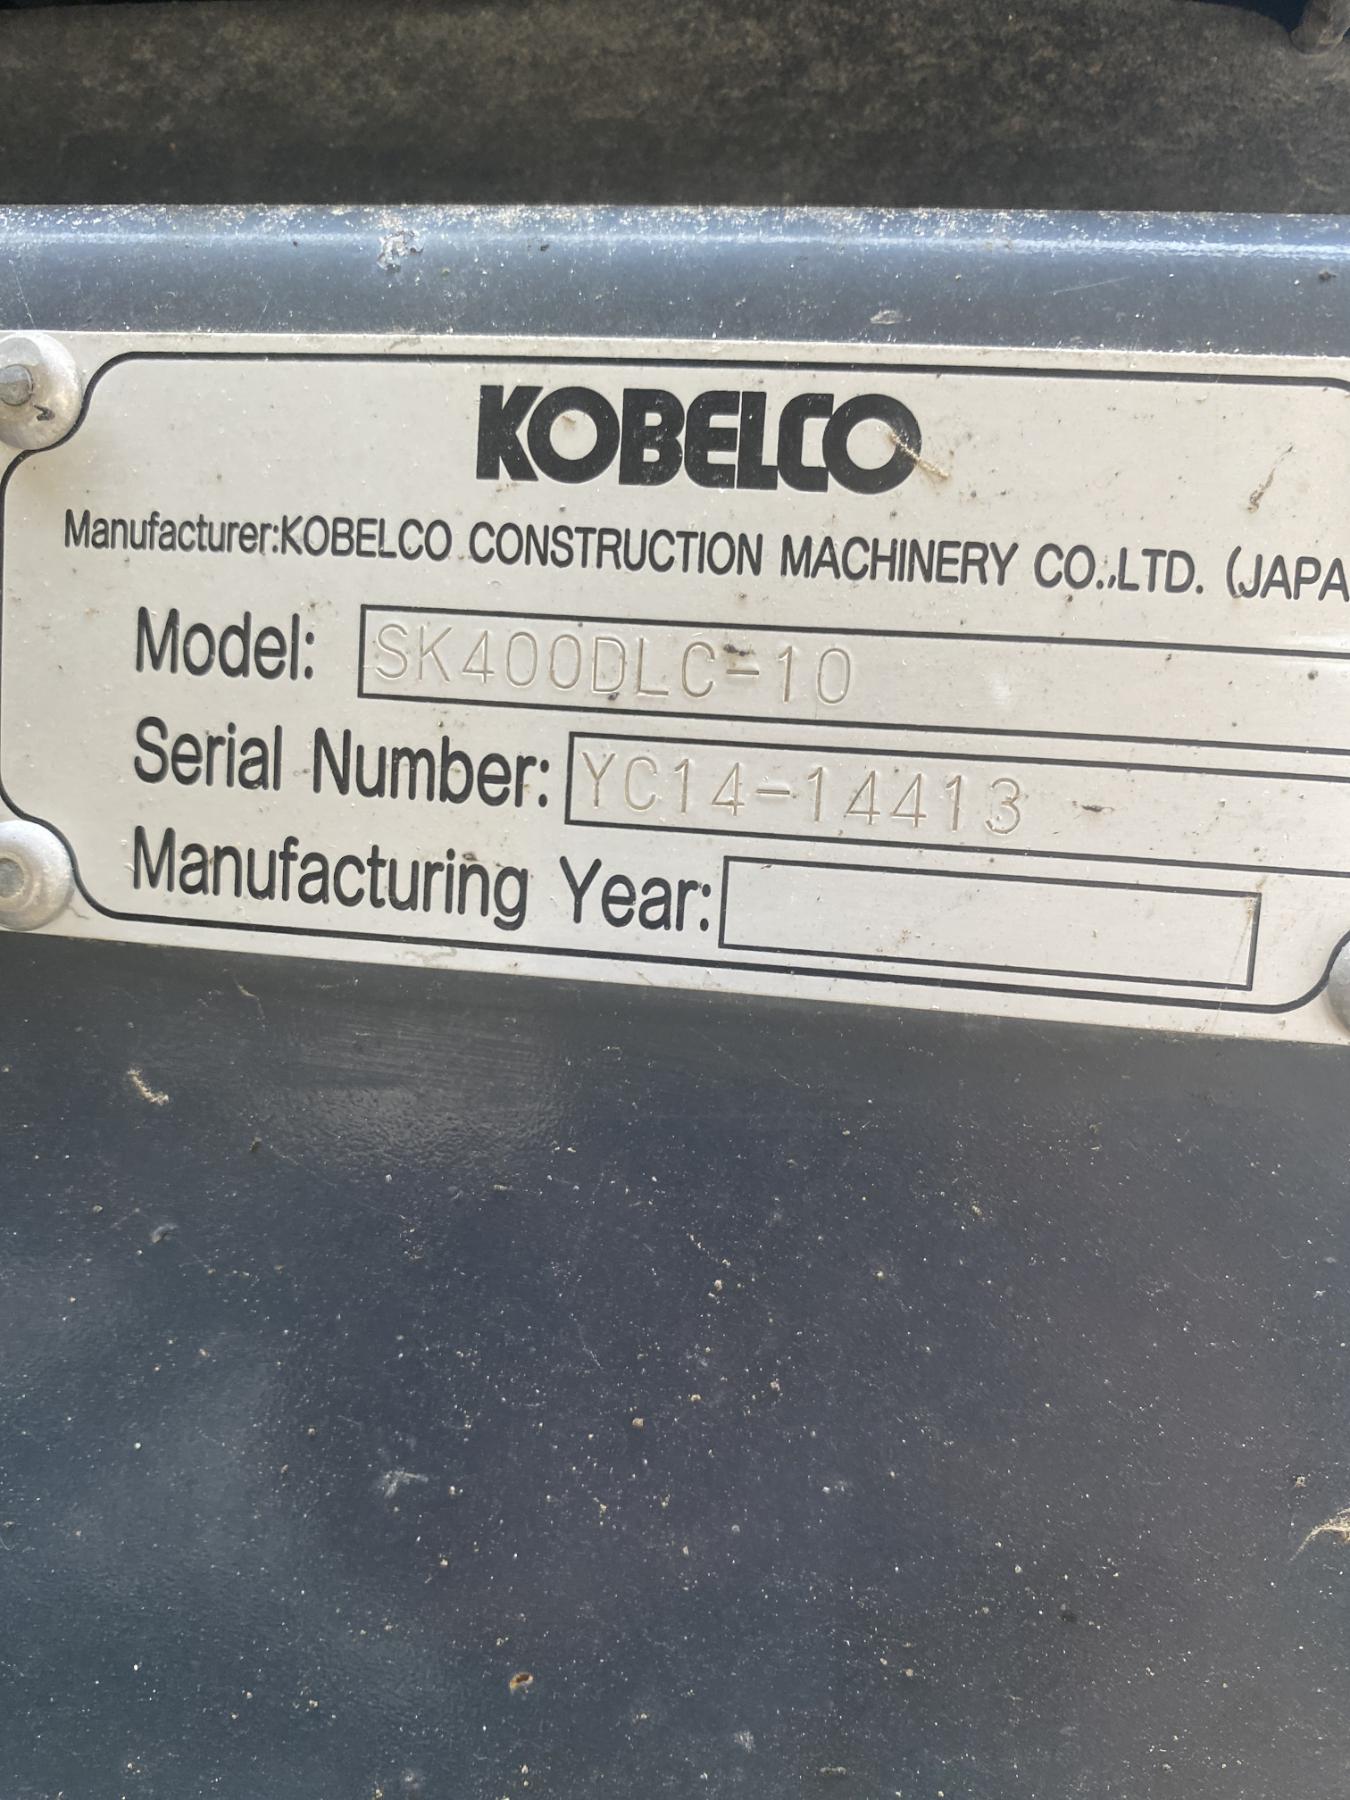 KOBELCO
Manufacturer:KOBELCO CONSTRUCTION MACHINERY CO.,LTD. (JAPA
Model: SK400DLC-10
Serial Number: YC14-14413
Manufacturing Year: